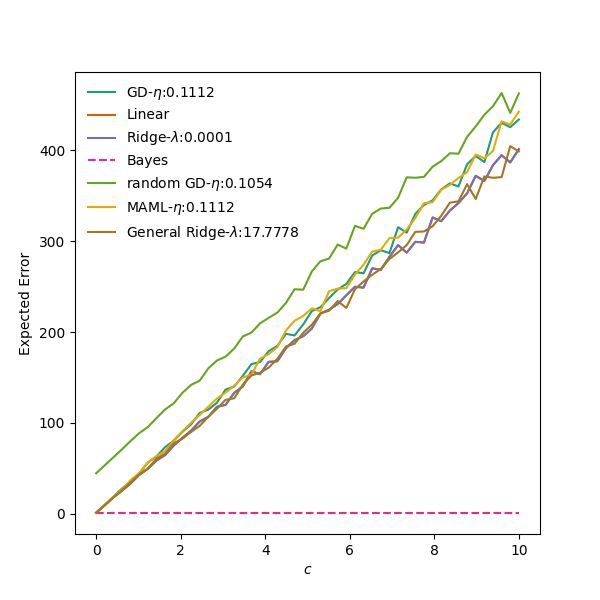 GD-η:0.1112
Linear
Ridge-λ:0.0001
Bayes
random GD-η:0.1054
MAML-η:0.1112
General Ridge-λ:17.7778
400
300
200
100
0
Expected Error
0 2 4 6 8 10
c